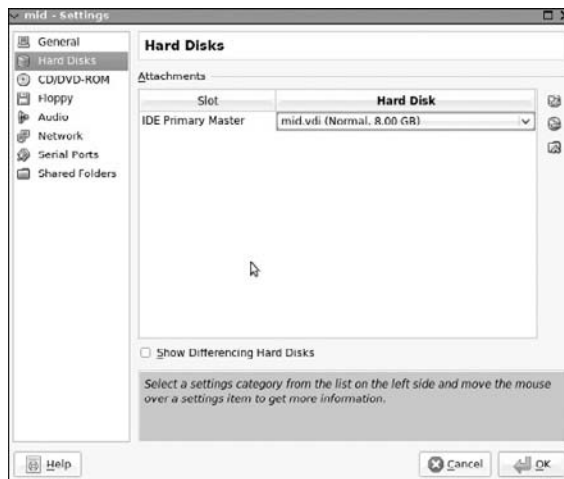 mid - Settings
General
Hard Disks
CD/DVD-ROM
Floppy
Audio
Network
Serial Ports
Shared Folders
Hard Disks
Attachments
Slot Hard Disk
IDE Primary Master mid.vdi (Normal, 8.00 GB)
Show Differencing Hard Disks
Select a settings category from the list on the left side and move the mouse
over a settings item to get more information.
Help Cancel OK